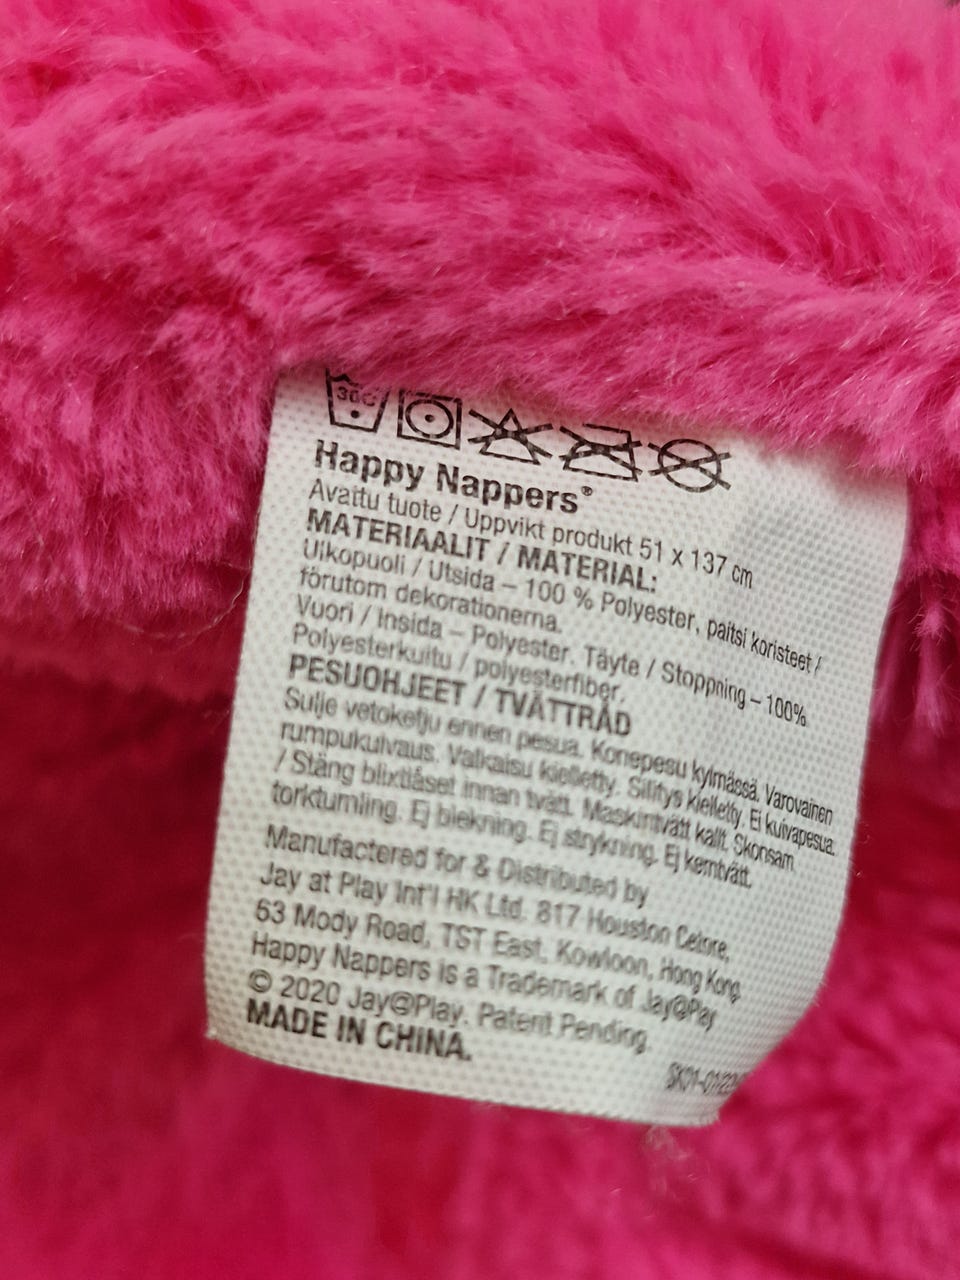 30C
Happy Nappers®
Avattu tuote / Uppvikt produkt 51 x 137 cm
MATERIAALIT / MATERIAL:
Ulkopuoli / Utsida – 100 % Polyester, paitsi koristeet /
förutom dekorationerna.
Vuori / Insida – Polyester. Täyte / Stoppning – 100%
Polyesterkuitu / polyesterfiber.
PESUOHJEET / TVÄTTRÅD
Sulje vetoketju ennen pesua. Konepesu kylmässä. Varovainen
rumpukuivaus. Valkaisu kielletty. Silitys kielletty. Ei kuivapesua.
/ Stäng blixtlåset innan tvätt. Maskintvätt kallt. Skonsam
torktumling. Ej blekning. Ej strykning. Ej kemtvätt.
Manufactered for & Distributed by
Jay at Play Int'l HK Ltd. 817 Houston Cetnre,
63 Mody Road, TST East, Kowloon, Hong Kong.
Happy Nappers is a Trademark of Jay@Play
© 2020 Jay@Play. Patent Pending.
MADE IN CHINA.